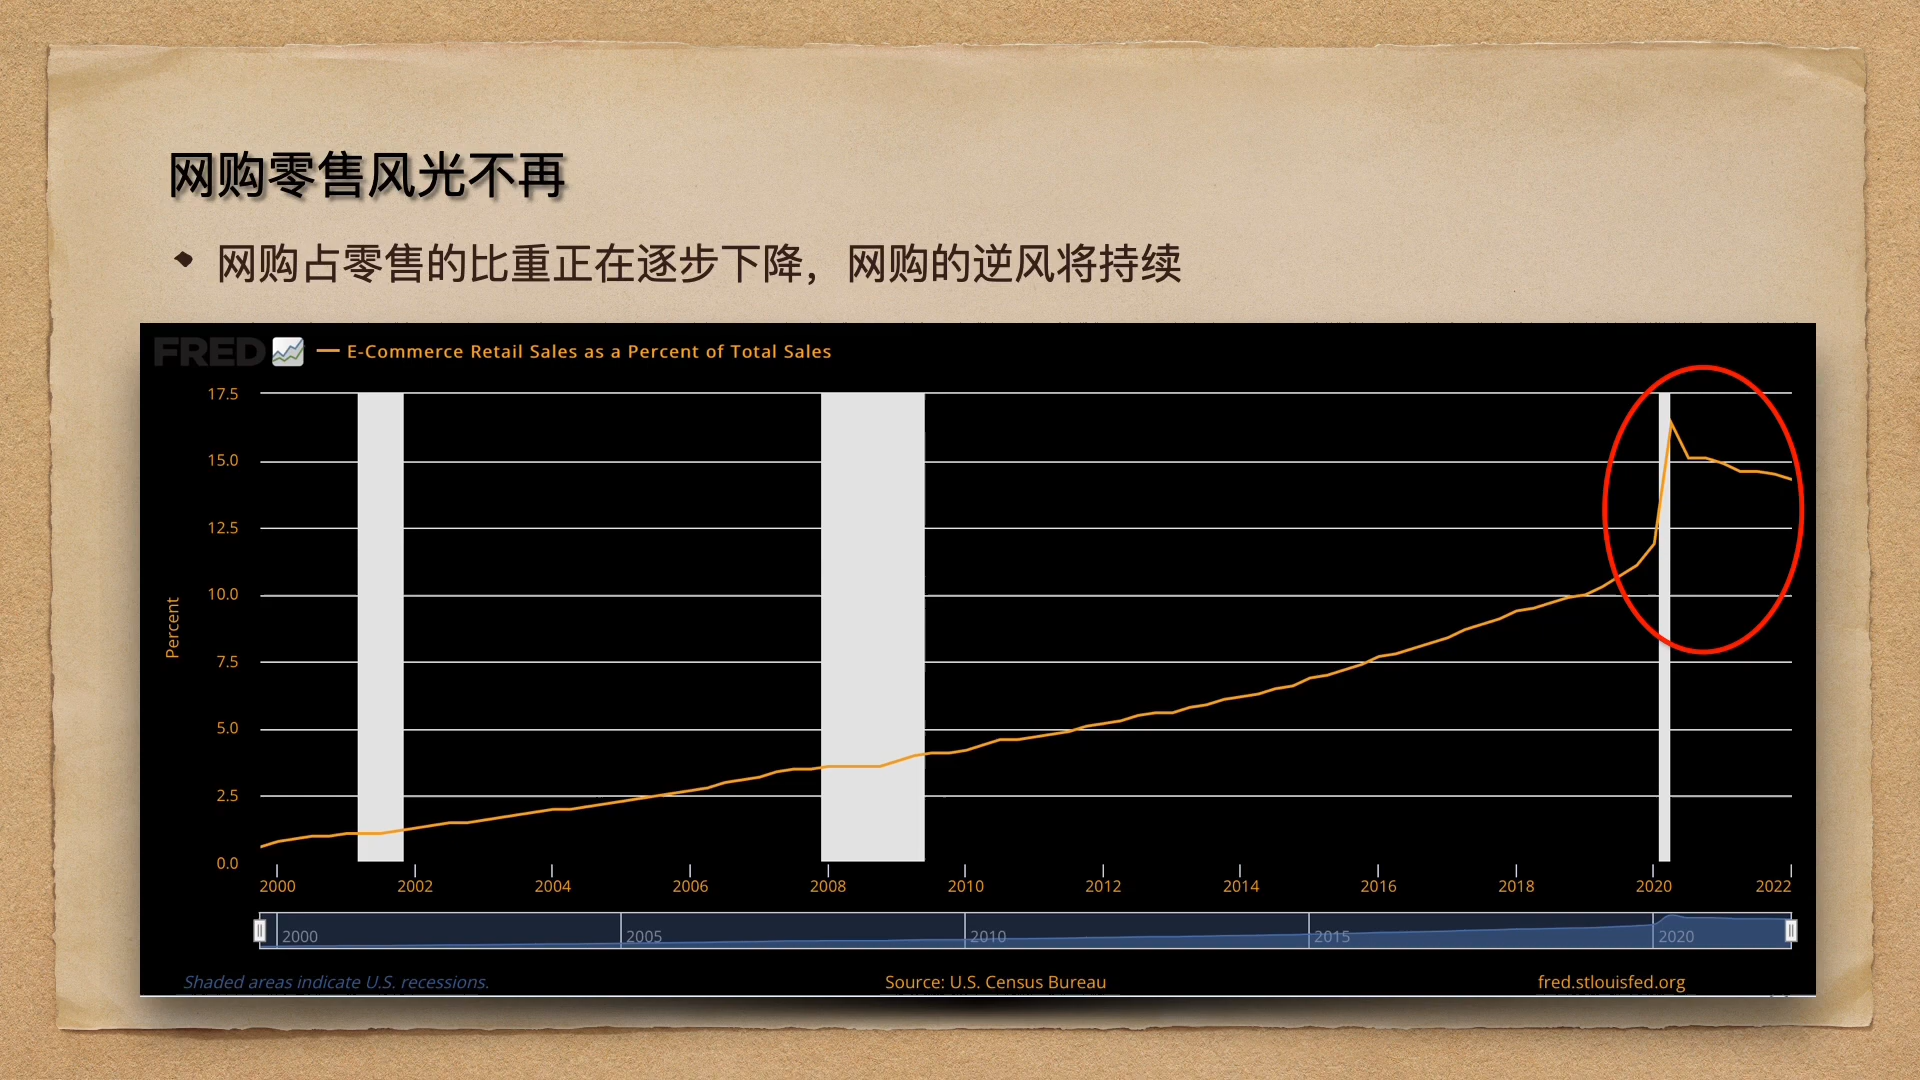 网购零售风光不再
网购占零售的比重正在逐步下降，网购的逆风将持续
FRED
E-Commerce Retail Sales as a Percent of Total Sales
17.5
15.0
12.5
10.0
7.5
5.0
2.5
0.0
Percent
2000 2002 2004 2006 2008 2010 2012 2014 2016 2018 2020 2022
2000 2005 2010 2015 2020
Shaded areas indicate U.S. recessions. Source: U.S. Census Bureau fred.stlouisfed.org